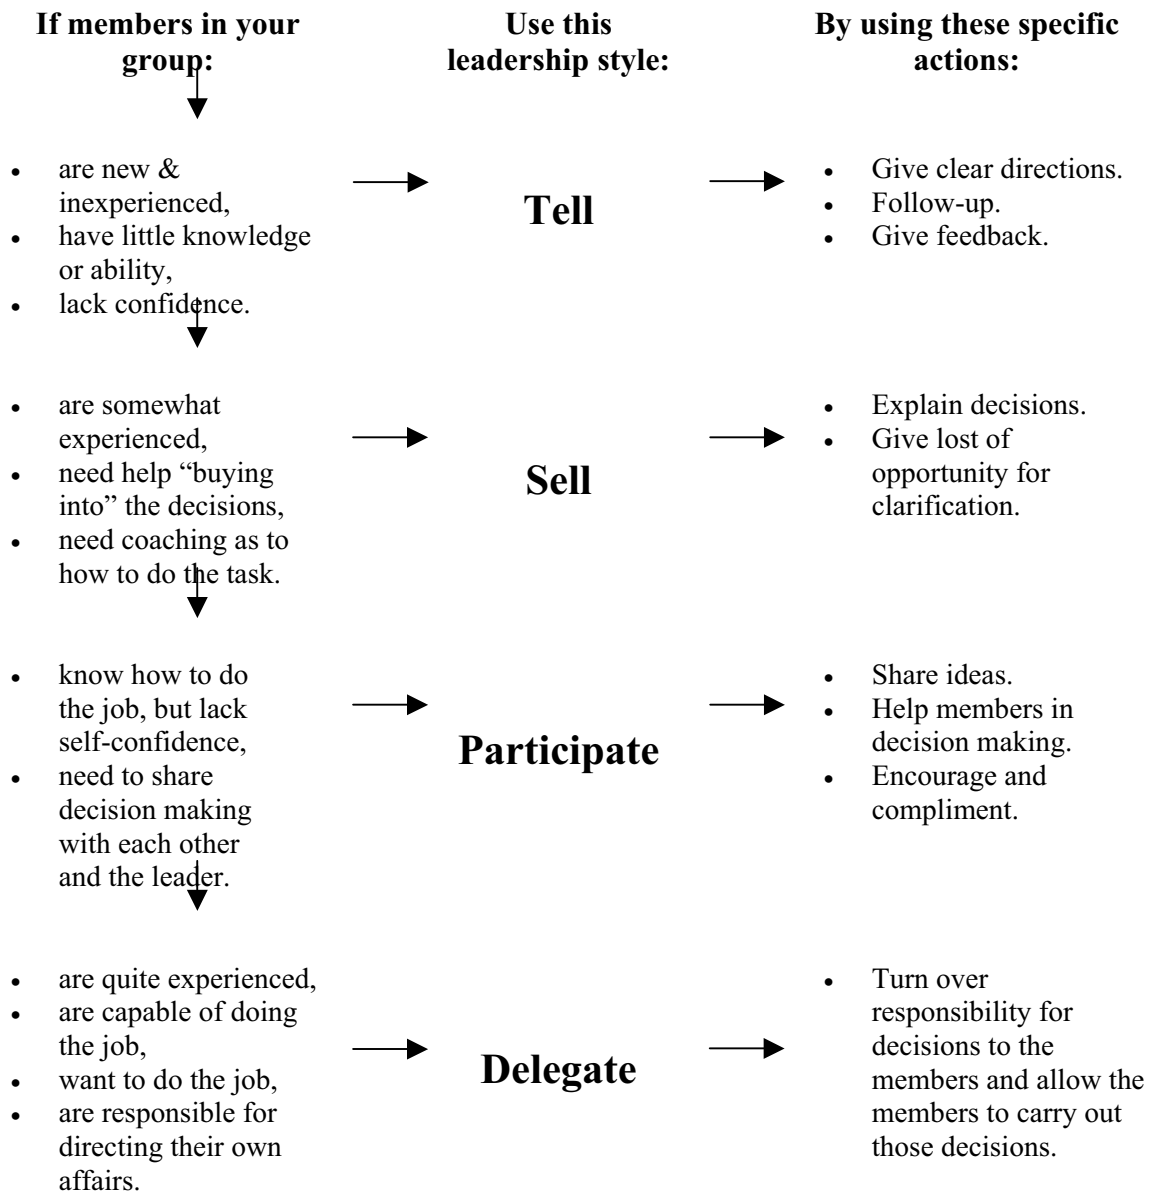 If members in your
group:
Use this
leadership style:
By using these specific
actions:
• are new &
inexperienced,
• have little knowledge
or ability,
• lack confidence.
Tell
• Give clear directions.
• Follow-up.
• Give feedback.
• are somewhat
experienced,
• need help “buying
into” the decisions,
• need coaching as to
how to do the task.
Sell
• Explain decisions.
• Give lost of
opportunity for
clarification.
• know how to do
the job, but lack
self-confidence,
• need to share
decision making
with each other
and the leader.
Participate
• Share ideas.
• Help members in
decision making.
• Encourage and
compliment.
• are quite experienced,
• are capable of doing
the job,
• want to do the job,
• are responsible for
directing their own
affairs.
Delegate
• Turn over
responsibility for
decisions to the
members and allow the
members to carry out
those decisions.